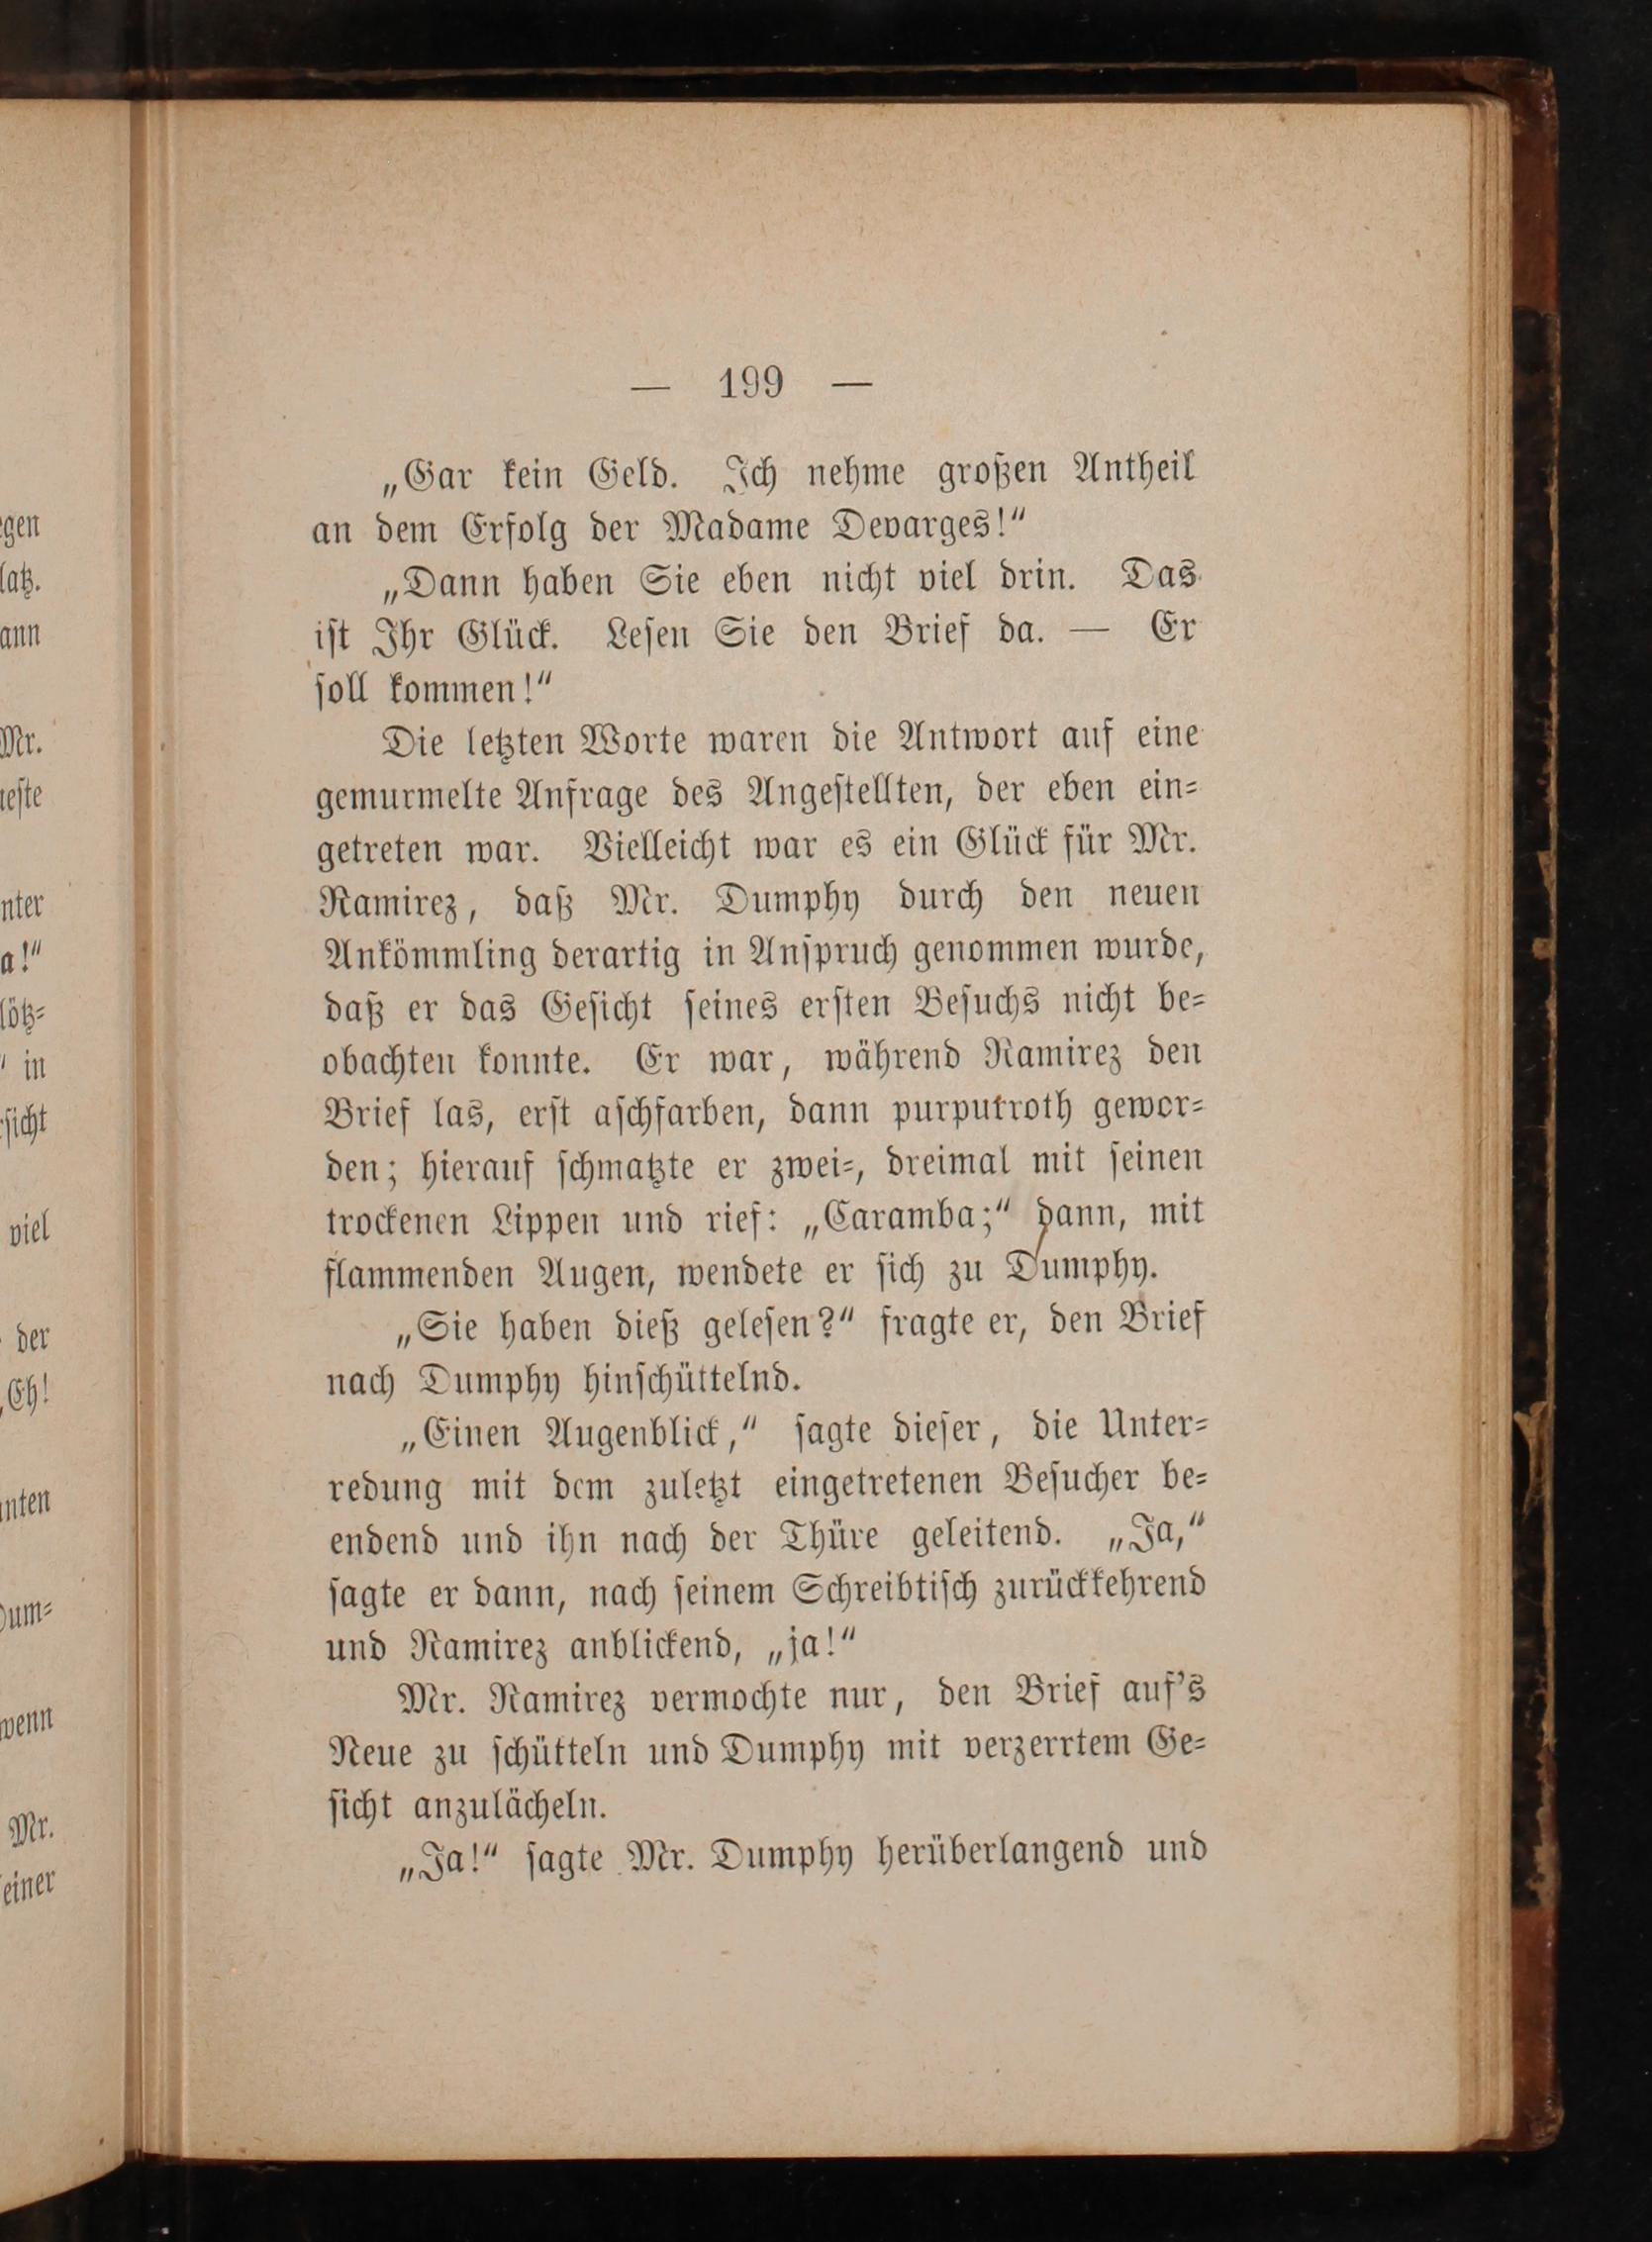 — 199 —
„Gar kein Geld. Ich nehme großen Antheil
an dem Erfolg der Madame Devarges!“
„Dann haben Sie eben nicht viel drin. Das
ist Ihr Glück. Lesen Sie den Brief da. — Er
soll kommen!“
Die letzten Worte waren die Antwort auf eine
gemurmelte Anfrage des Angestellten, der eben ein-
getreten war. Vielleicht war es ein Glück für Mr.
Ramirez, daß Mr. Dumphy durch den neuen
Ankömmling derartig in Anspruch genommen wurde,
daß er das Gesicht seines ersten Besuchs nicht be-
obachten konnte. Er war, während Ramirez den
Brief las, erst aschfarben, dann purpurroth gewor-
den; hierauf schmatzte er zwei-, dreimal mit seinen
trockenen Lippen und rief: „Caramba;“ dann, mit
flammenden Augen, wendete er sich zu Dumphy.
„Sie haben dieß gelesen?“ fragte er, den Brief
nach Dumphy hinschüttelnd.
„Einen Augenblick,“ sagte dieser, die Unter-
redung mit dem zuletzt eingetretenen Besucher be-
endend und ihn nach der Thüre geleitend. „Ja,“
sagte er dann, nach seinem Schreibtisch zurückkehrend
und Ramirez anblickend, „ja!“
Mr. Ramirez vermochte nur, den Brief auf's
Neue zu schütteln und Dumphy mit verzerrtem Ge-
sicht anzulächeln.
„Ja!“ sagte Mr. Dumphy herüberlangend und